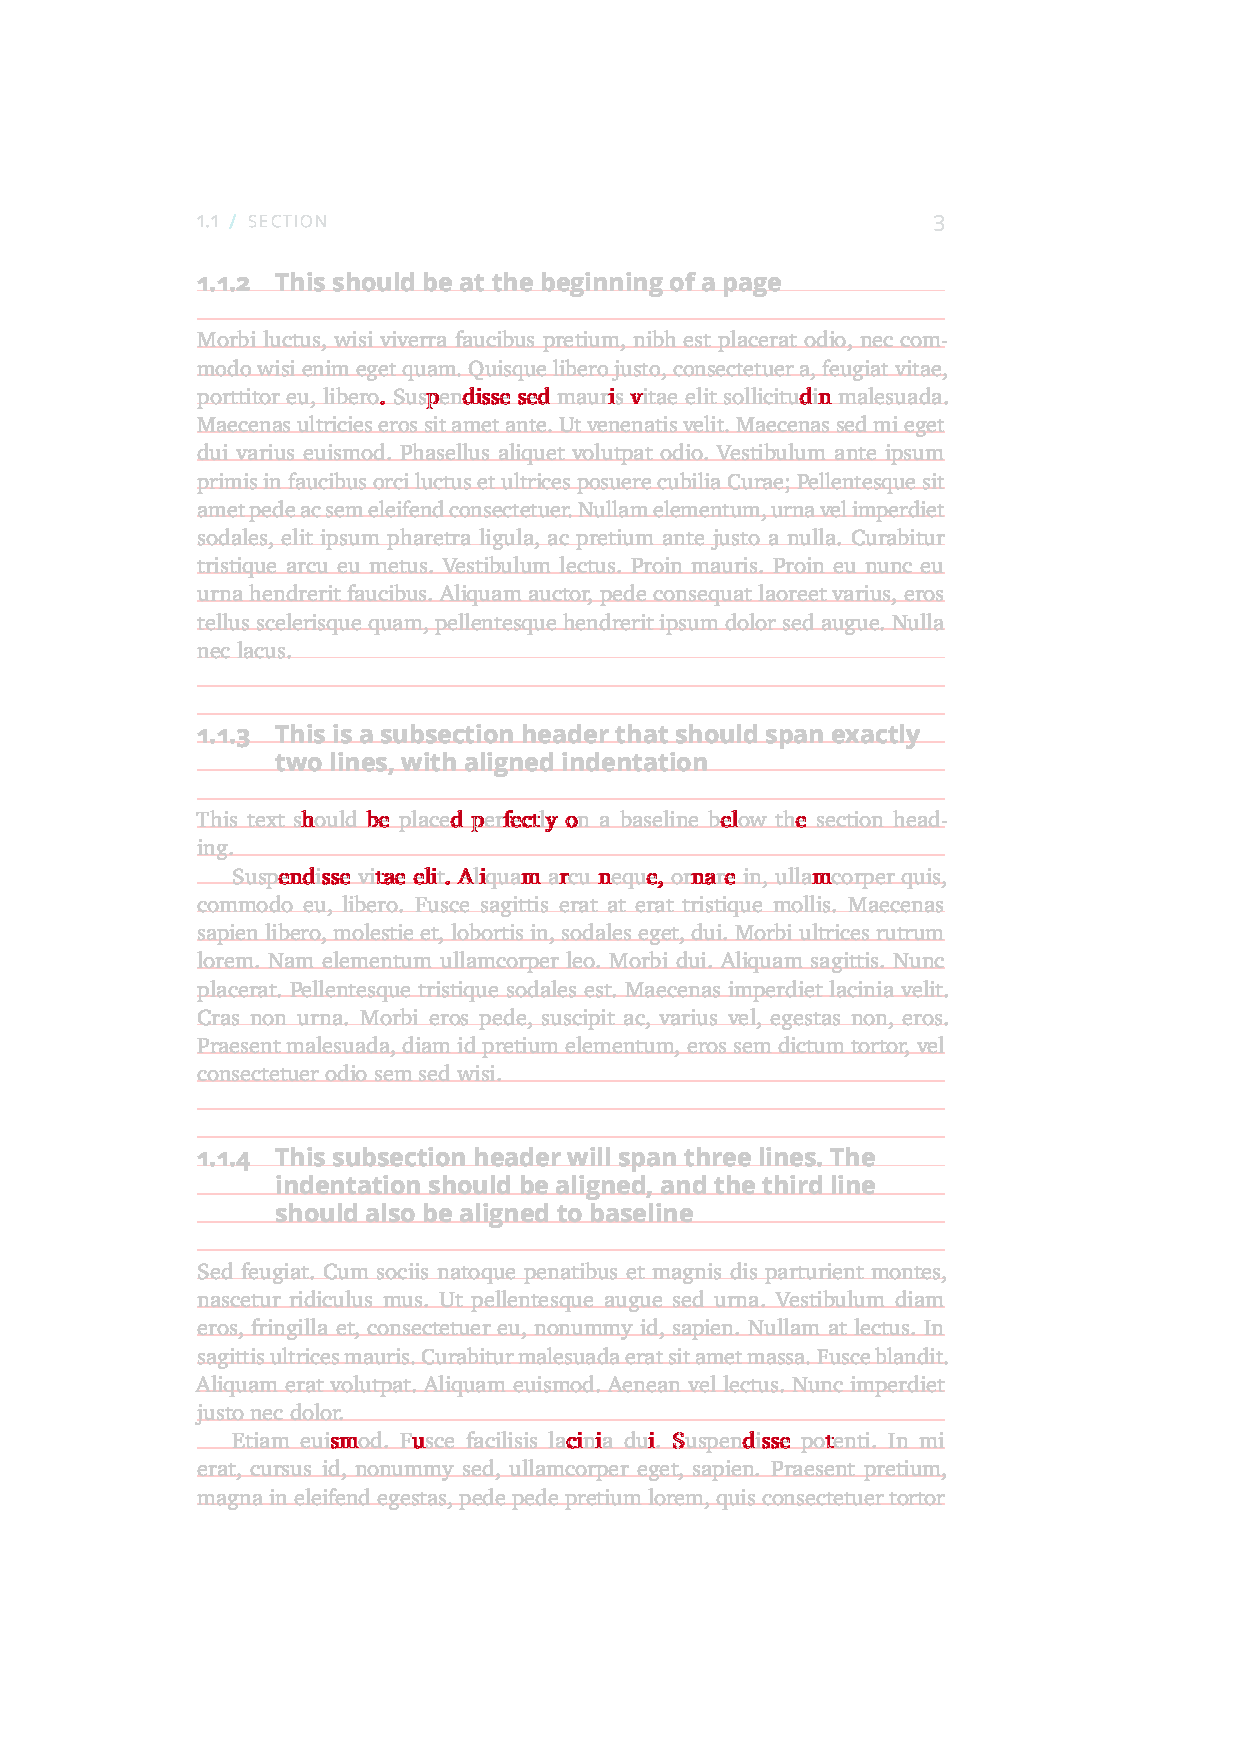 1.1 / SECTION 3
1.1.2 This should be at the beginning of a page
Morbi luctus, wisi viverra faucibus pretium, nibh est placerat odio, nec com-
modo wisi enim eget quam. Quisque libero justo, consectetuer a, feugiat vitae,
porttitor eu, libero. Suspendisse sed mauris vitae elit sollicitudin malesuada.
Maecenas ultricies eros sit amet ante. Ut venenatis velit. Maecenas sed mi eget
dui varius euismod. Phasellus aliquet volutpat odio. Vestibulum ante ipsum
primis in faucibus orci luctus et ultrices posuere cubilia Curae; Pellentesque sit
amet pede ac sem eleifend consectetuer. Nullam elementum, urna vel imperdiet
sodales, elit ipsum pharetra ligula, ac pretium ante justo a nulla. Curabitur
tristique arcu eu metus. Vestibulum lectus. Proin mauris. Proin eu nunc eu
urna hendrerit faucibus. Aliquam auctor, pede consequat laoreet varius, eros
tellus scelerisque quam, pellentesque hendrerit ipsum dolor sed augue. Nulla
nec lacus.
1.1.3 This is a subsection header that should span exactly
two lines, with aligned indentation
This text should be placed perfectly on a baseline below the section head-
ing.
Suspendisse vitae elit. Aliquam arcu neque, ornare in, ullamcorper quis,
commodo eu, libero. Fusce sagittis erat at erat tristique mollis. Maecenas
sapien libero, molestie et, lobortis in, sodales eget, dui. Morbi ultrices rutrum
lorem. Nam elementum ullamcorper leo. Morbi dui. Aliquam sagittis. Nunc
placerat. Pellentesque tristique sodales est. Maecenas imperdiet lacinia velit.
Cras non urna. Morbi eros pede, suscipit ac, varius vel, egestas non, eros.
Praesent malesuada, diam id pretium elementum, eros sem dictum tortor, vel
consectetuer odio sem sed wisi.
1.1.4 This subsection header will span three lines. The
indentation should be aligned, and the third line
should also be aligned to baseline
Sed feugiat. Cum sociis natoque penatibus et magnis dis parturient montes,
nascetur ridiculus mus. Ut pellentesque augue sed urna. Vestibulum diam
eros, fringilla et, consectetuer eu, nonummy id, sapien. Nullam at lectus. In
sagittis ultrices mauris. Curabitur malesuada erat sit amet massa. Fusce blandit.
Aliquam erat volutpat. Aliquam euismod. Aenean vel lectus. Nunc imperdiet
justo nec dolor.
Etiam euismod. Fusce facilisis lacinia dui. Suspendisse potenti. In mi
erat, cursus id, nonummy sed, ullamcorper eget, sapien. Praesent pretium,
magna in eleifend egestas, pede pede pretium lorem, quis consectetuer tortor